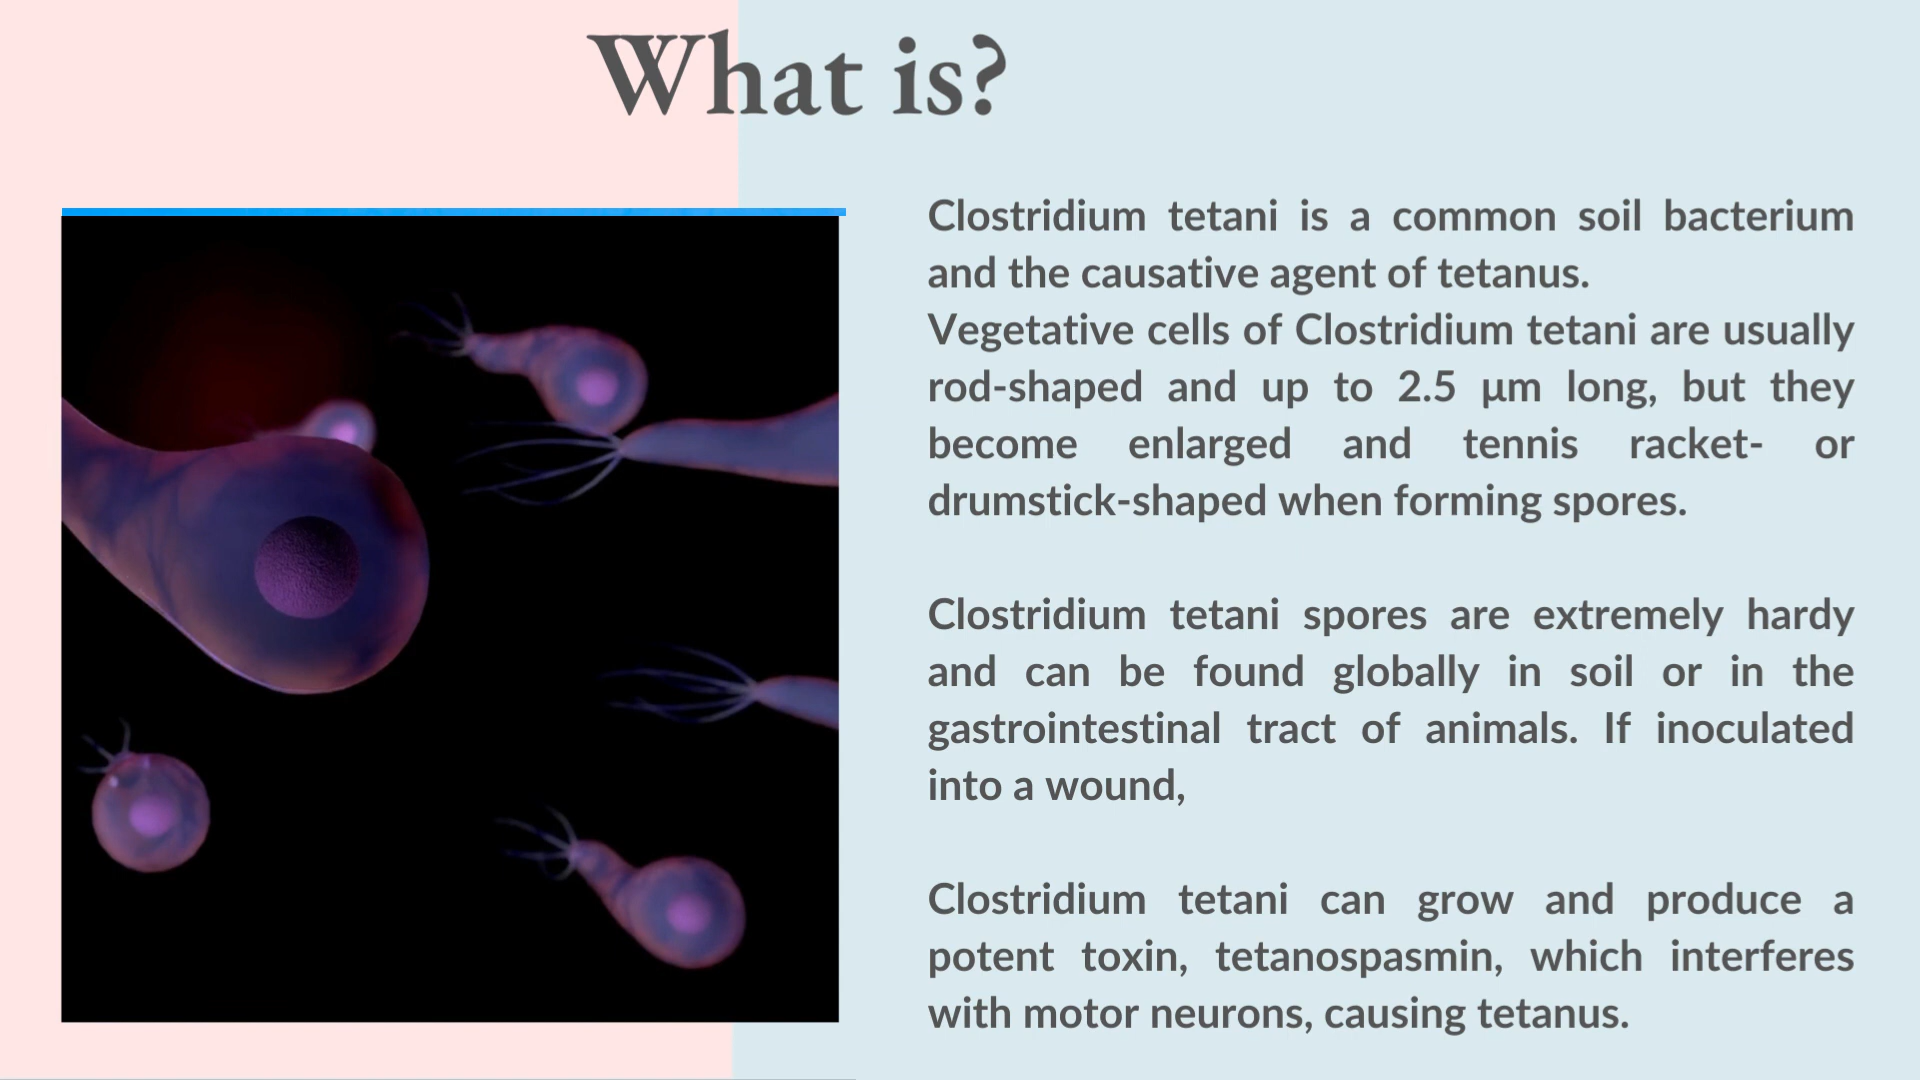 What is?
Clostridium tetani is a common soil bacterium
and the causative agent of tetanus.
Vegetative cells of Clostridium tetani are usually
rod-shaped and up to 2.5 µm long, but they
become enlarged and tennis racket- or
drumstick-shaped when forming spores.
Clostridium tetani spores are extremely hardy
and can be found globally in soil or in the
gastrointestinal tract of animals. If inoculated
into a wound,
Clostridium tetani can grow and produce a
potent toxin, tetanospasmin, which interferes
with motor neurons, causing tetanus.